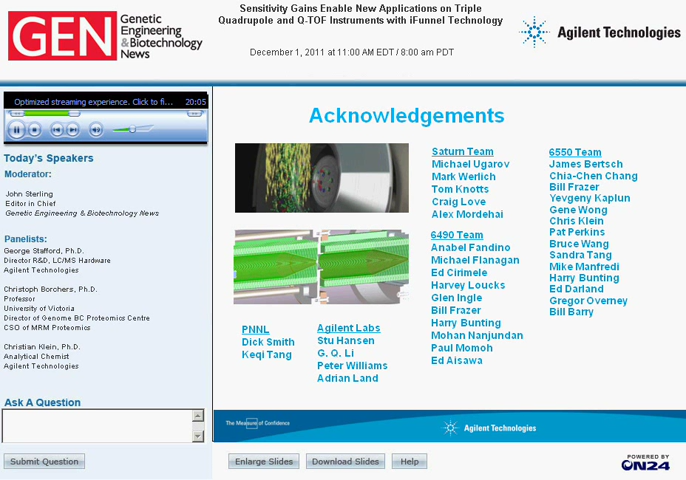 GEN Genetic
Engineering
& Biotechnology
News
Sensitivity Gains Enable New Applications on Triple
Quadrupole and Q-TOF Instruments with iFunnel Technology
December 1, 2011 at 11:00 AM EDT / 8:00 am PDT
Agilent Technologies
Optimized streaming experience. Click to fi... 20:05
Today's Speakers
Moderator:
John Sterling
Editor in Chief
Genetic Engineering & Biotechnology News
Panelists:
George Stafford, Ph.D.
Director R&D, LC/MS Hardware
Agilent Technologies
Christoph Borchers, Ph.D.
Professor
University of Victoria
Director of Genome BC Proteomics Centre
CSO of MRM Proteomics
Christian Klein, Ph.D.
Analytical Chemist
Agilent Technologies
Ask A Question
Submit Question
Acknowledgements
PNNL
Dick Smith
Keqi Tang
Agilent Labs
Stu Hansen
G. Q. Li
Peter Williams
Adrian Land
Saturn Team
Michael Ugarov
Mark Werlich
Tom Knotts
Craig Love
Alex Mordehai
6490 Team
Anabel Fandino
Michael Flanagan
Ed Cirimele
Harvey Loucks
Glen Ingle
Bill Frazer
Harry Bunting
Mohan Nanjundan
Paul Momoh
Ed Aisawa
6550 Team
James Bertsch
Chia-Chen Chang
Bill Frazer
Yevgeny Kaplun
Gene Wong
Chris Klein
Pat Perkins
Bruce Wang
Sandra Tang
Mike Manfredi
Harry Bunting
Ed Darland
Gregor Overney
Bill Barry
The Measure of Confidence
Agilent Technologies
Enlarge Slides
Download Slides
Help
POWERED BY
ON24